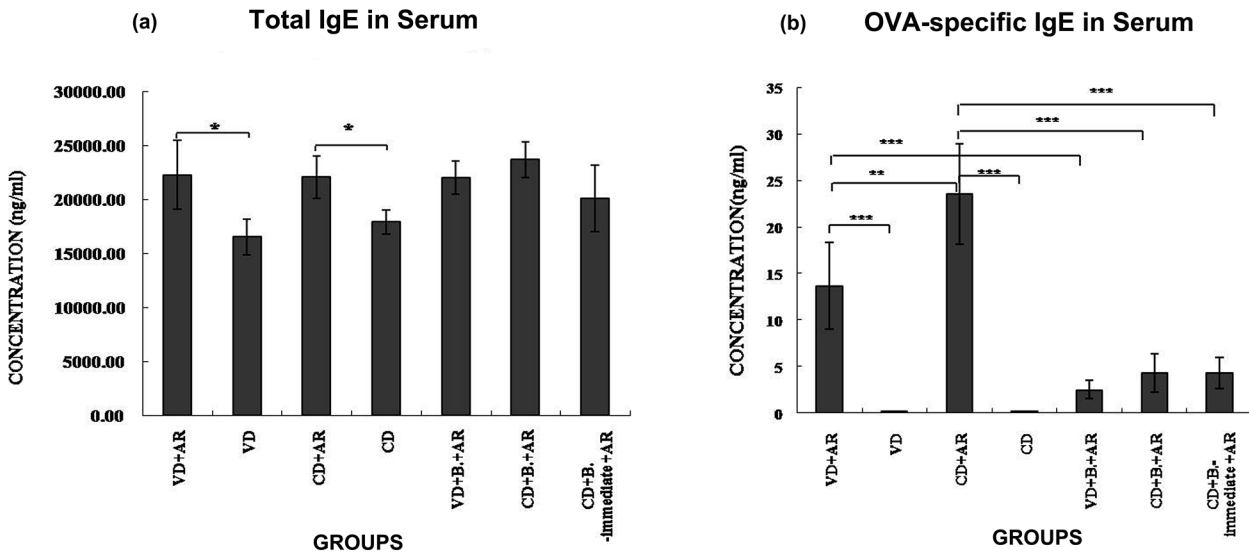 (a) Total IgE in Serum
CONCENTRATION (ng/ml)
30000.00
25000.00
20000.00
15000.00
10000.00
5000.00
0.00
*
*
VD+AR
VD
CD+AR
CD
VD+B.+AR
CD+B.+AR
CD+B.
-immediate+AR
GROUPS
(b) OVA-specific IgE in Serum
CONCENTRATION(ng/ml)
35
30
25
20
15
10
5
0
***
***
***
**
***
***
VD+AR
VD
CD+AR
CD
VD+B.+AR
CD+B.+AR
CD+B.-
immediate+AR
GROUPS